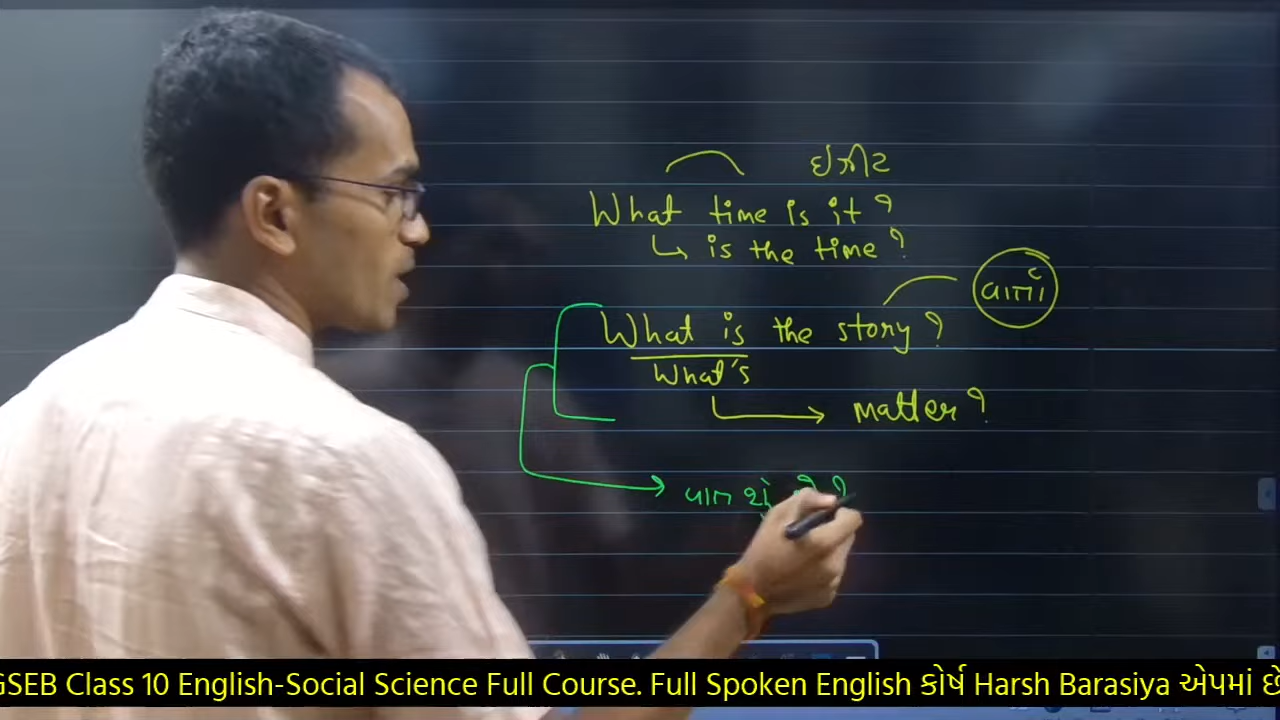 ઇઝીટ
What time is it?
is the time?
વાર્તા
What is the story?
What's
matter?
વાત શું
GSEB Class 10 English-Social Science Full Course. Full Spoken English કોર્ષ Harsh Barasiya એપમાં છે